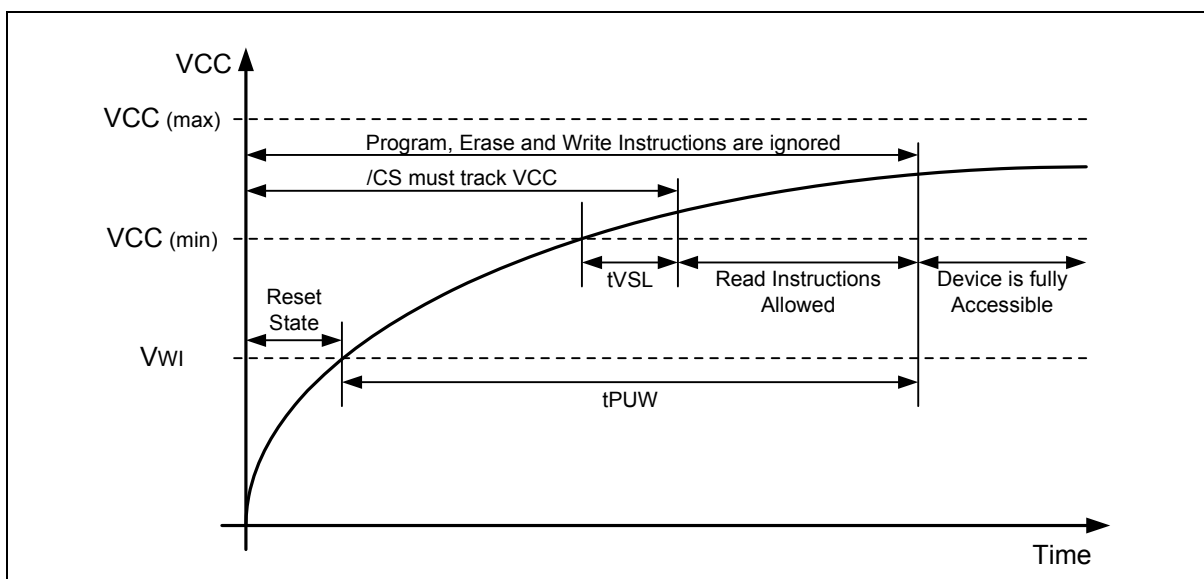 VCC
VCC (max)
Program, Erase and Write Instructions are ignored
/CS must track VCC
VCC (min)
tVSL
Read Instructions
Allowed
Device is fully
Accessible
Reset
State
VWI
tPUW
Time